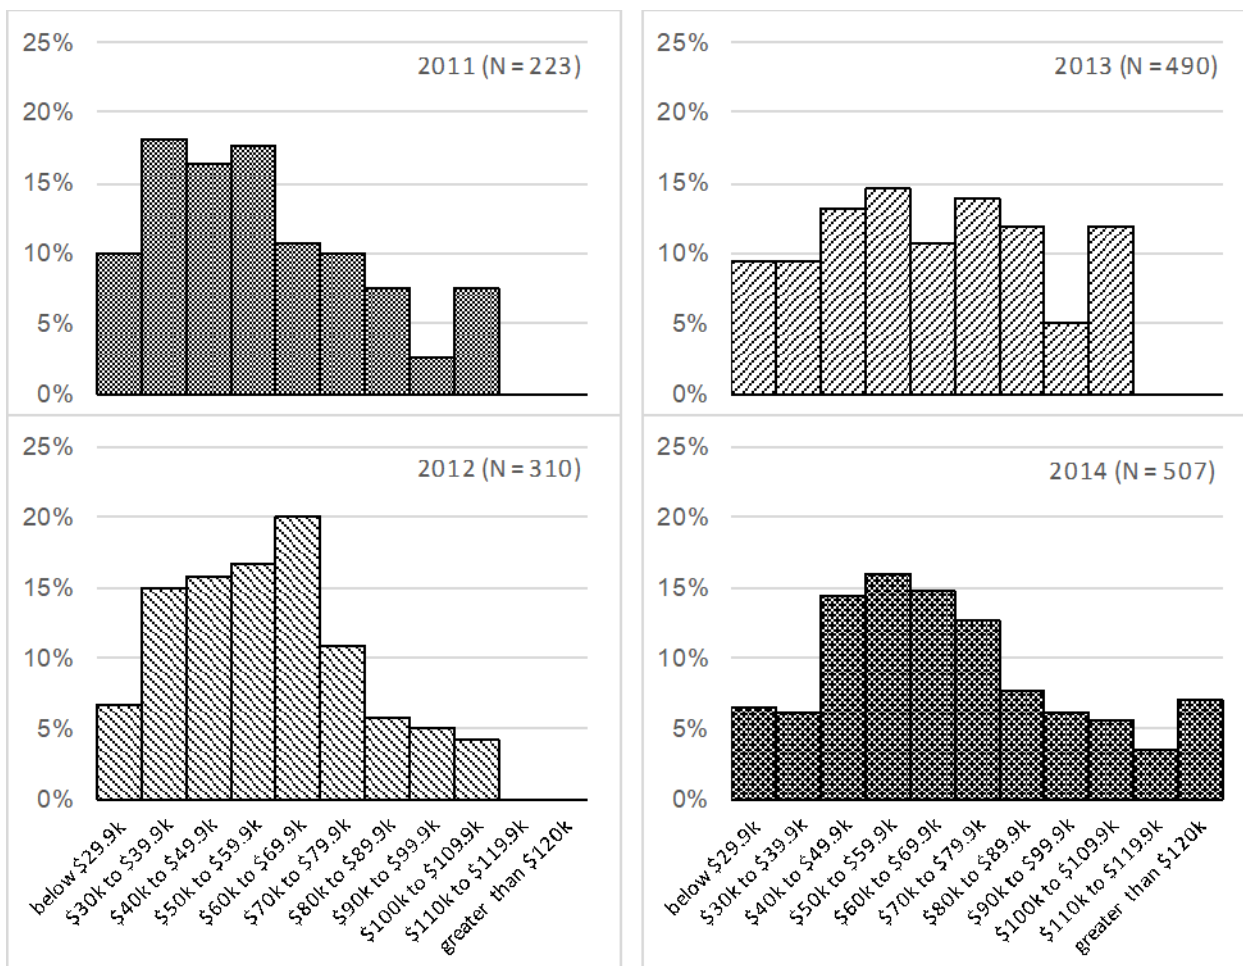 25%
2011 (N = 223)
20%
15%
10%
5%
0%
25%
2013 (N = 490)
20%
15%
10%
5%
0%
25%
2012 (N = 310)
20%
15%
10%
5%
0%
below $29.9k
$30k to $39.9k
$40k to $49.9k
$50k to $59.9k
$60k to $69.9k
$70k to $79.9k
$80k to $89.9k
$90k to $99.9k
$100k to $109.9k
$110k to $119.9k
greater than $120k
25%
2014 (N = 507)
20%
15%
10%
5%
0%
below $29.9k
$30k to $39.9k
$40k to $49.9k
$50k to $59.9k
$60k to $69.9k
$70k to $79.9k
$80k to $89.9k
$90k to $99.9k
$100k to $109.9k
$110k to $119.9k
greater than $120k